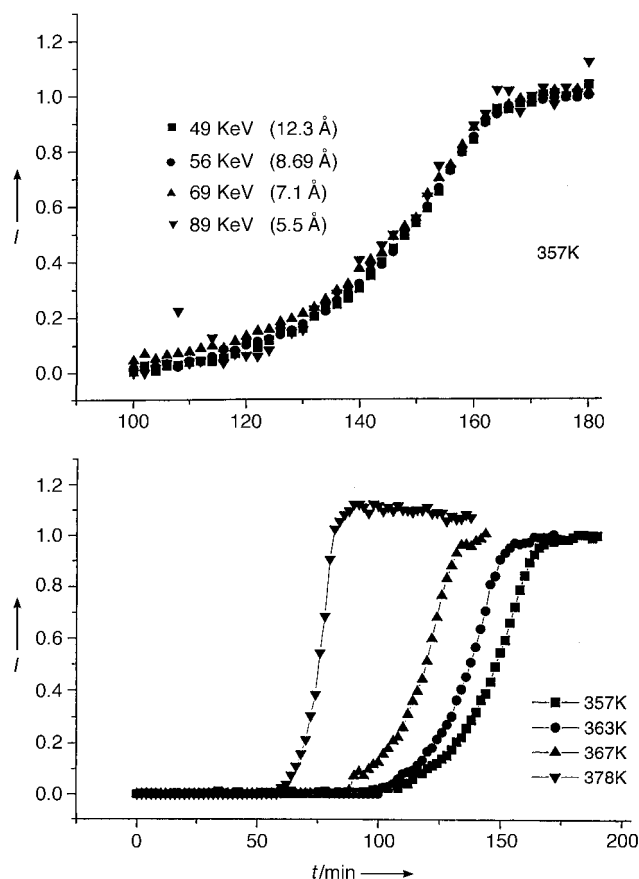 1.2
1.0
0.8
0.6
0.4
0.2
0.0
I
49 KeV (12.3 Å)
56 KeV (8.69 Å)
69 KeV (7.1 Å)
89 KeV (5.5 Å)
357K
100 120 140 160 180
1.2
1.0
0.8
0.6
0.4
0.2
0.0
I
357K
363K
367K
378K
0 50 100 150 200
t/min